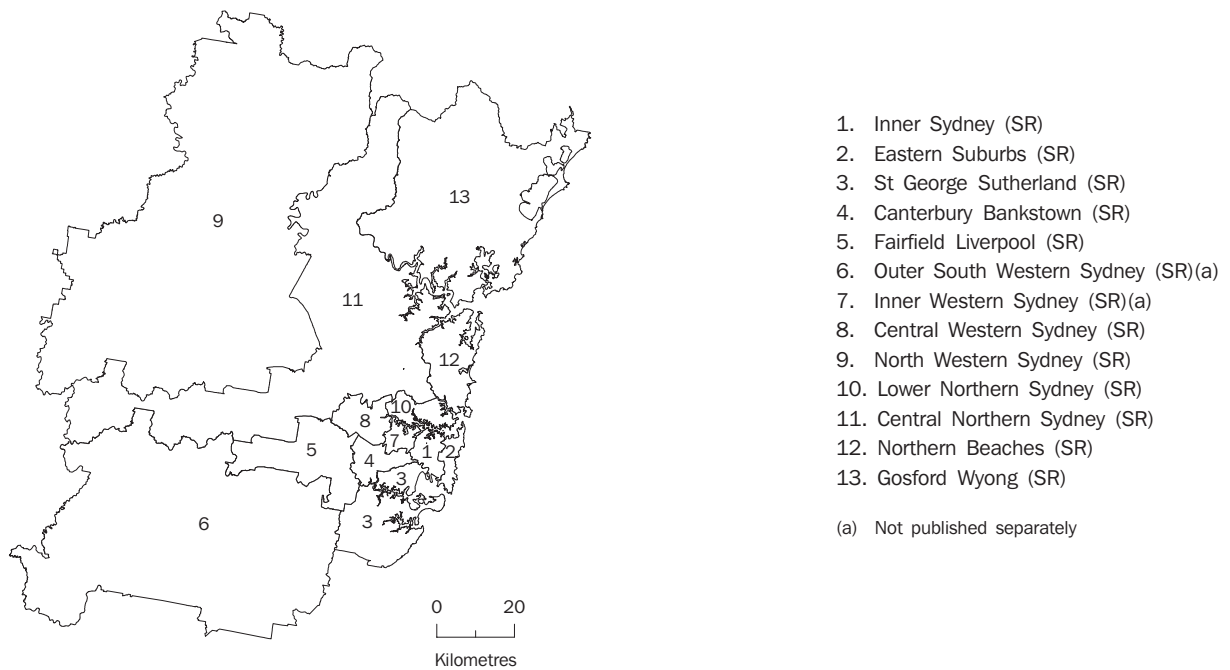 13
9
11
12
10
8
7
5
1
2
4
3
6
3
0 20
Kilometres
1. Inner Sydney (SR)
2. Eastern Suburbs (SR)
3. St George Sutherland (SR)
4. Canterbury Bankstown (SR)
5. Fairfield Liverpool (SR)
6. Outer South Western Sydney (SR)(a)
7. Inner Western Sydney (SR)(a)
8. Central Western Sydney (SR)
9. North Western Sydney (SR)
10. Lower Northern Sydney (SR)
11. Central Northern Sydney (SR)
12. Northern Beaches (SR)
13. Gosford Wyong (SR)
(a) Not published separately